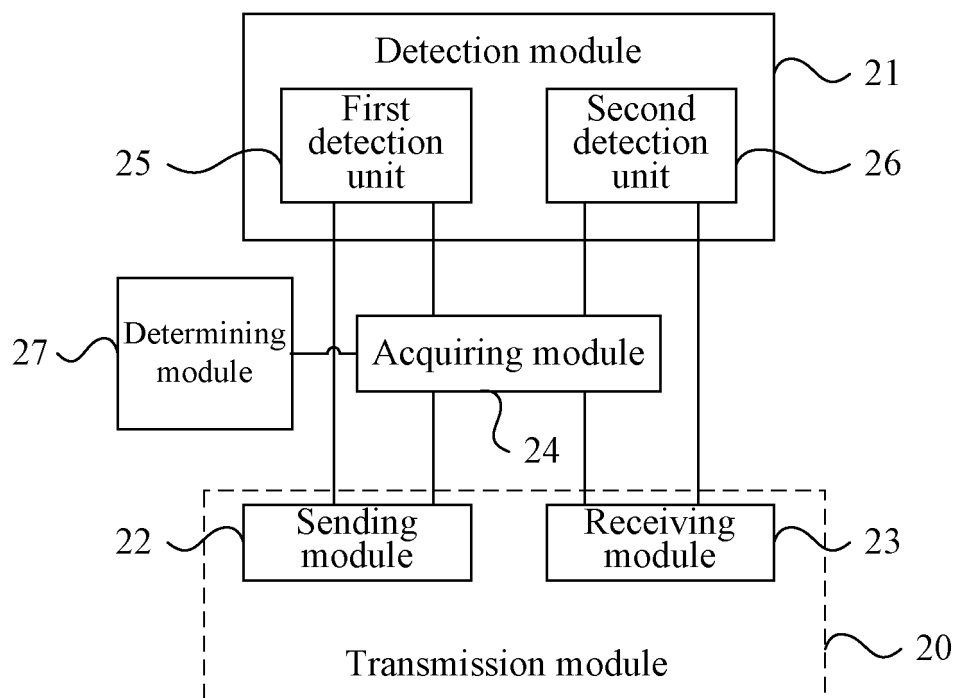 Detection module
21
First
detection
unit
Second
detection
unit
25
26
Determining
module
27
Acquiring module
24
Sending
module
Receiving
module
22
23
20
Transmission module